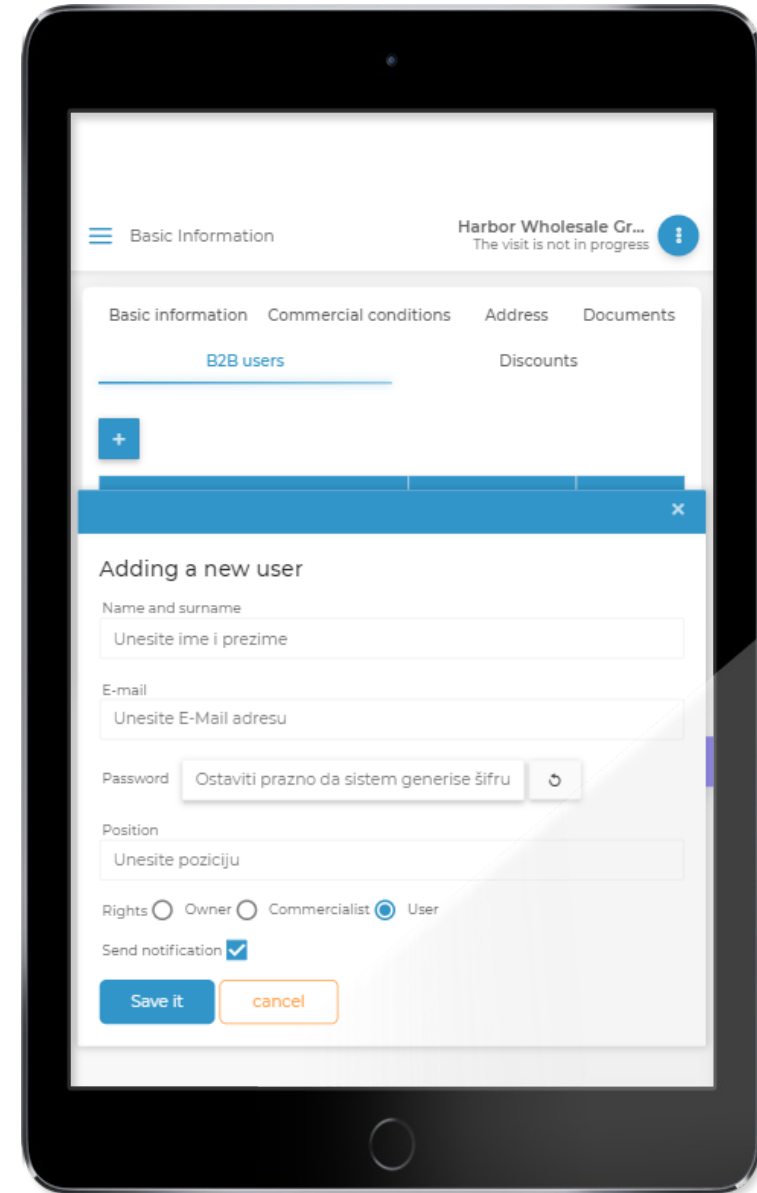 Basic Information
Harbor Wholesale Gr...
The visit is not in progress
Basic information Commercial conditions Address Documents
B2B users Discounts
+
×
Adding a new user
Name and surname
Unesite ime i prezime
E-mail
Unesite E-Mail adresu
Password Ostaviti prazno da sistem generise šifru
Position
Unesite poziciju
Rights Owner Commercialist User
Send notification
Save it cancel